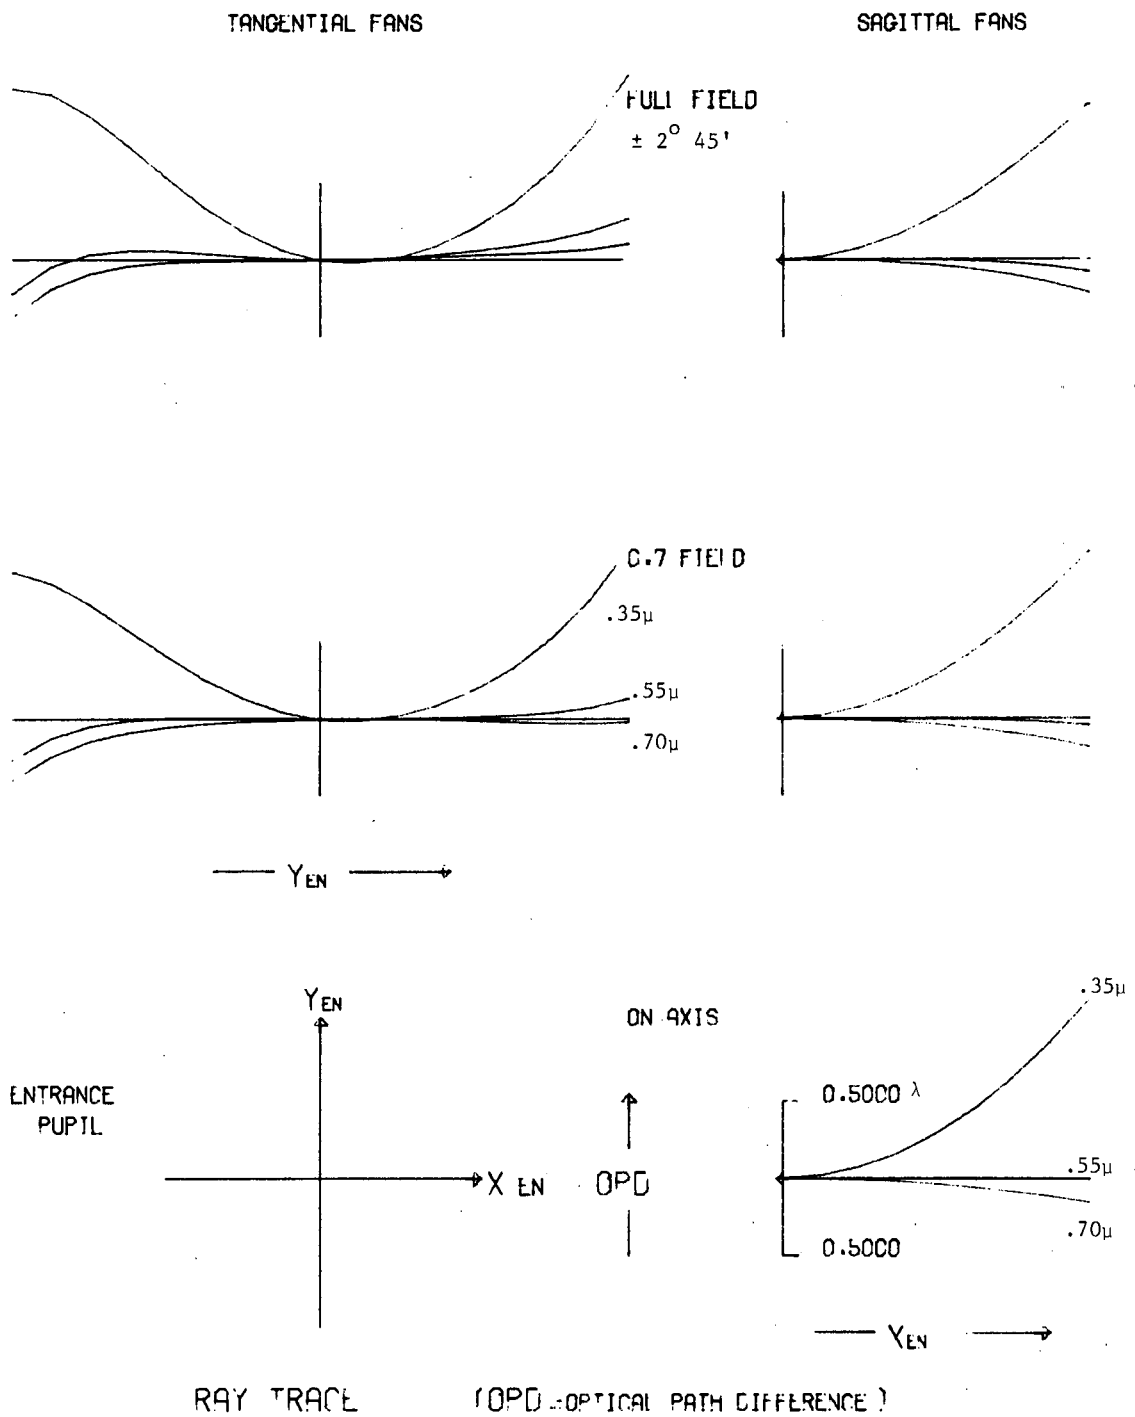 TANGENTIAL FANS
SAGITTAL FANS
FULL FIELD
± 2° 45'
0.7 FIELD
.35μ
.55μ
.70μ
YEN
YEN
ON AXIS
.35μ
ENTRANCE
PUPIL
0.5000 λ
XEN
OPD
.55μ
.70μ
0.5000
XEN
RAY TRACE
(OPD =OPTICAL PATH DIFFERENCE)